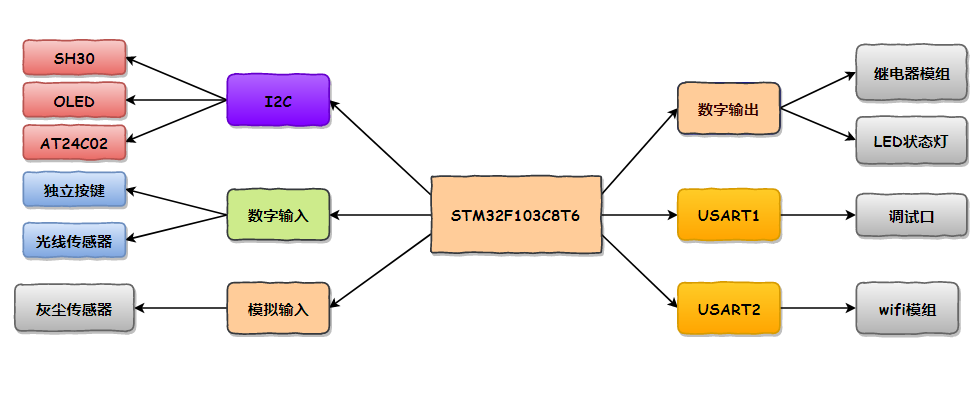 SH30
OLED
AT24C02
独立按键
光线传感器
灰尘传感器
I2C
数字输入
模拟输入
STM32F103C8T6
数字输出
USART1
USART2
继电器模组
LED状态灯
调试口
wifi模组